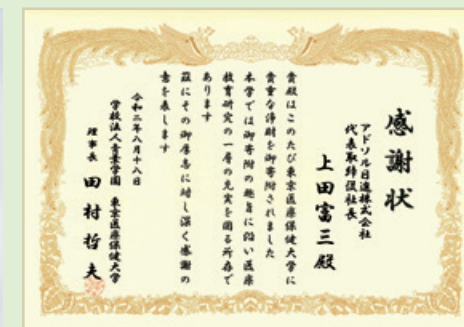 感謝状
アドソル日進株式会社
代表取締役社長
上田富三殿
貴殿はこのたび東京医療保健大学に
貴重な浄財を御寄附されました
本学では御寄附の趣旨に沿い医療
教育研究の一層の充実を図る所存で
あります
茲にその御厚志に対し深く感謝の
意を表します
令和二年八月十八日
学校法人青葉学園 東京医療保健大学
理事長 田村哲夫